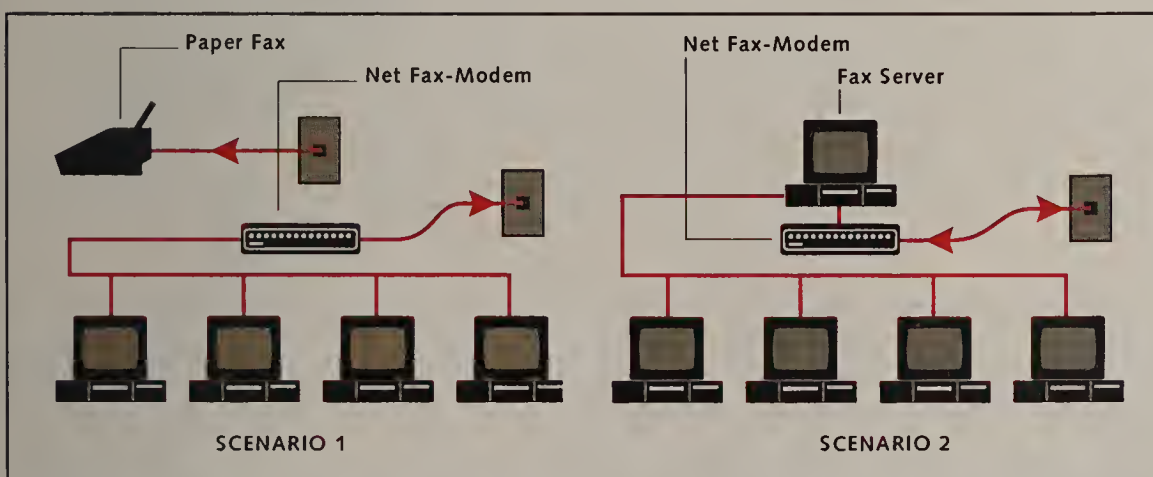 Paper Fax
Net Fax-Modem
SCENARIO 1
Net Fax-Modem
Fax Server
SCENARIO 2